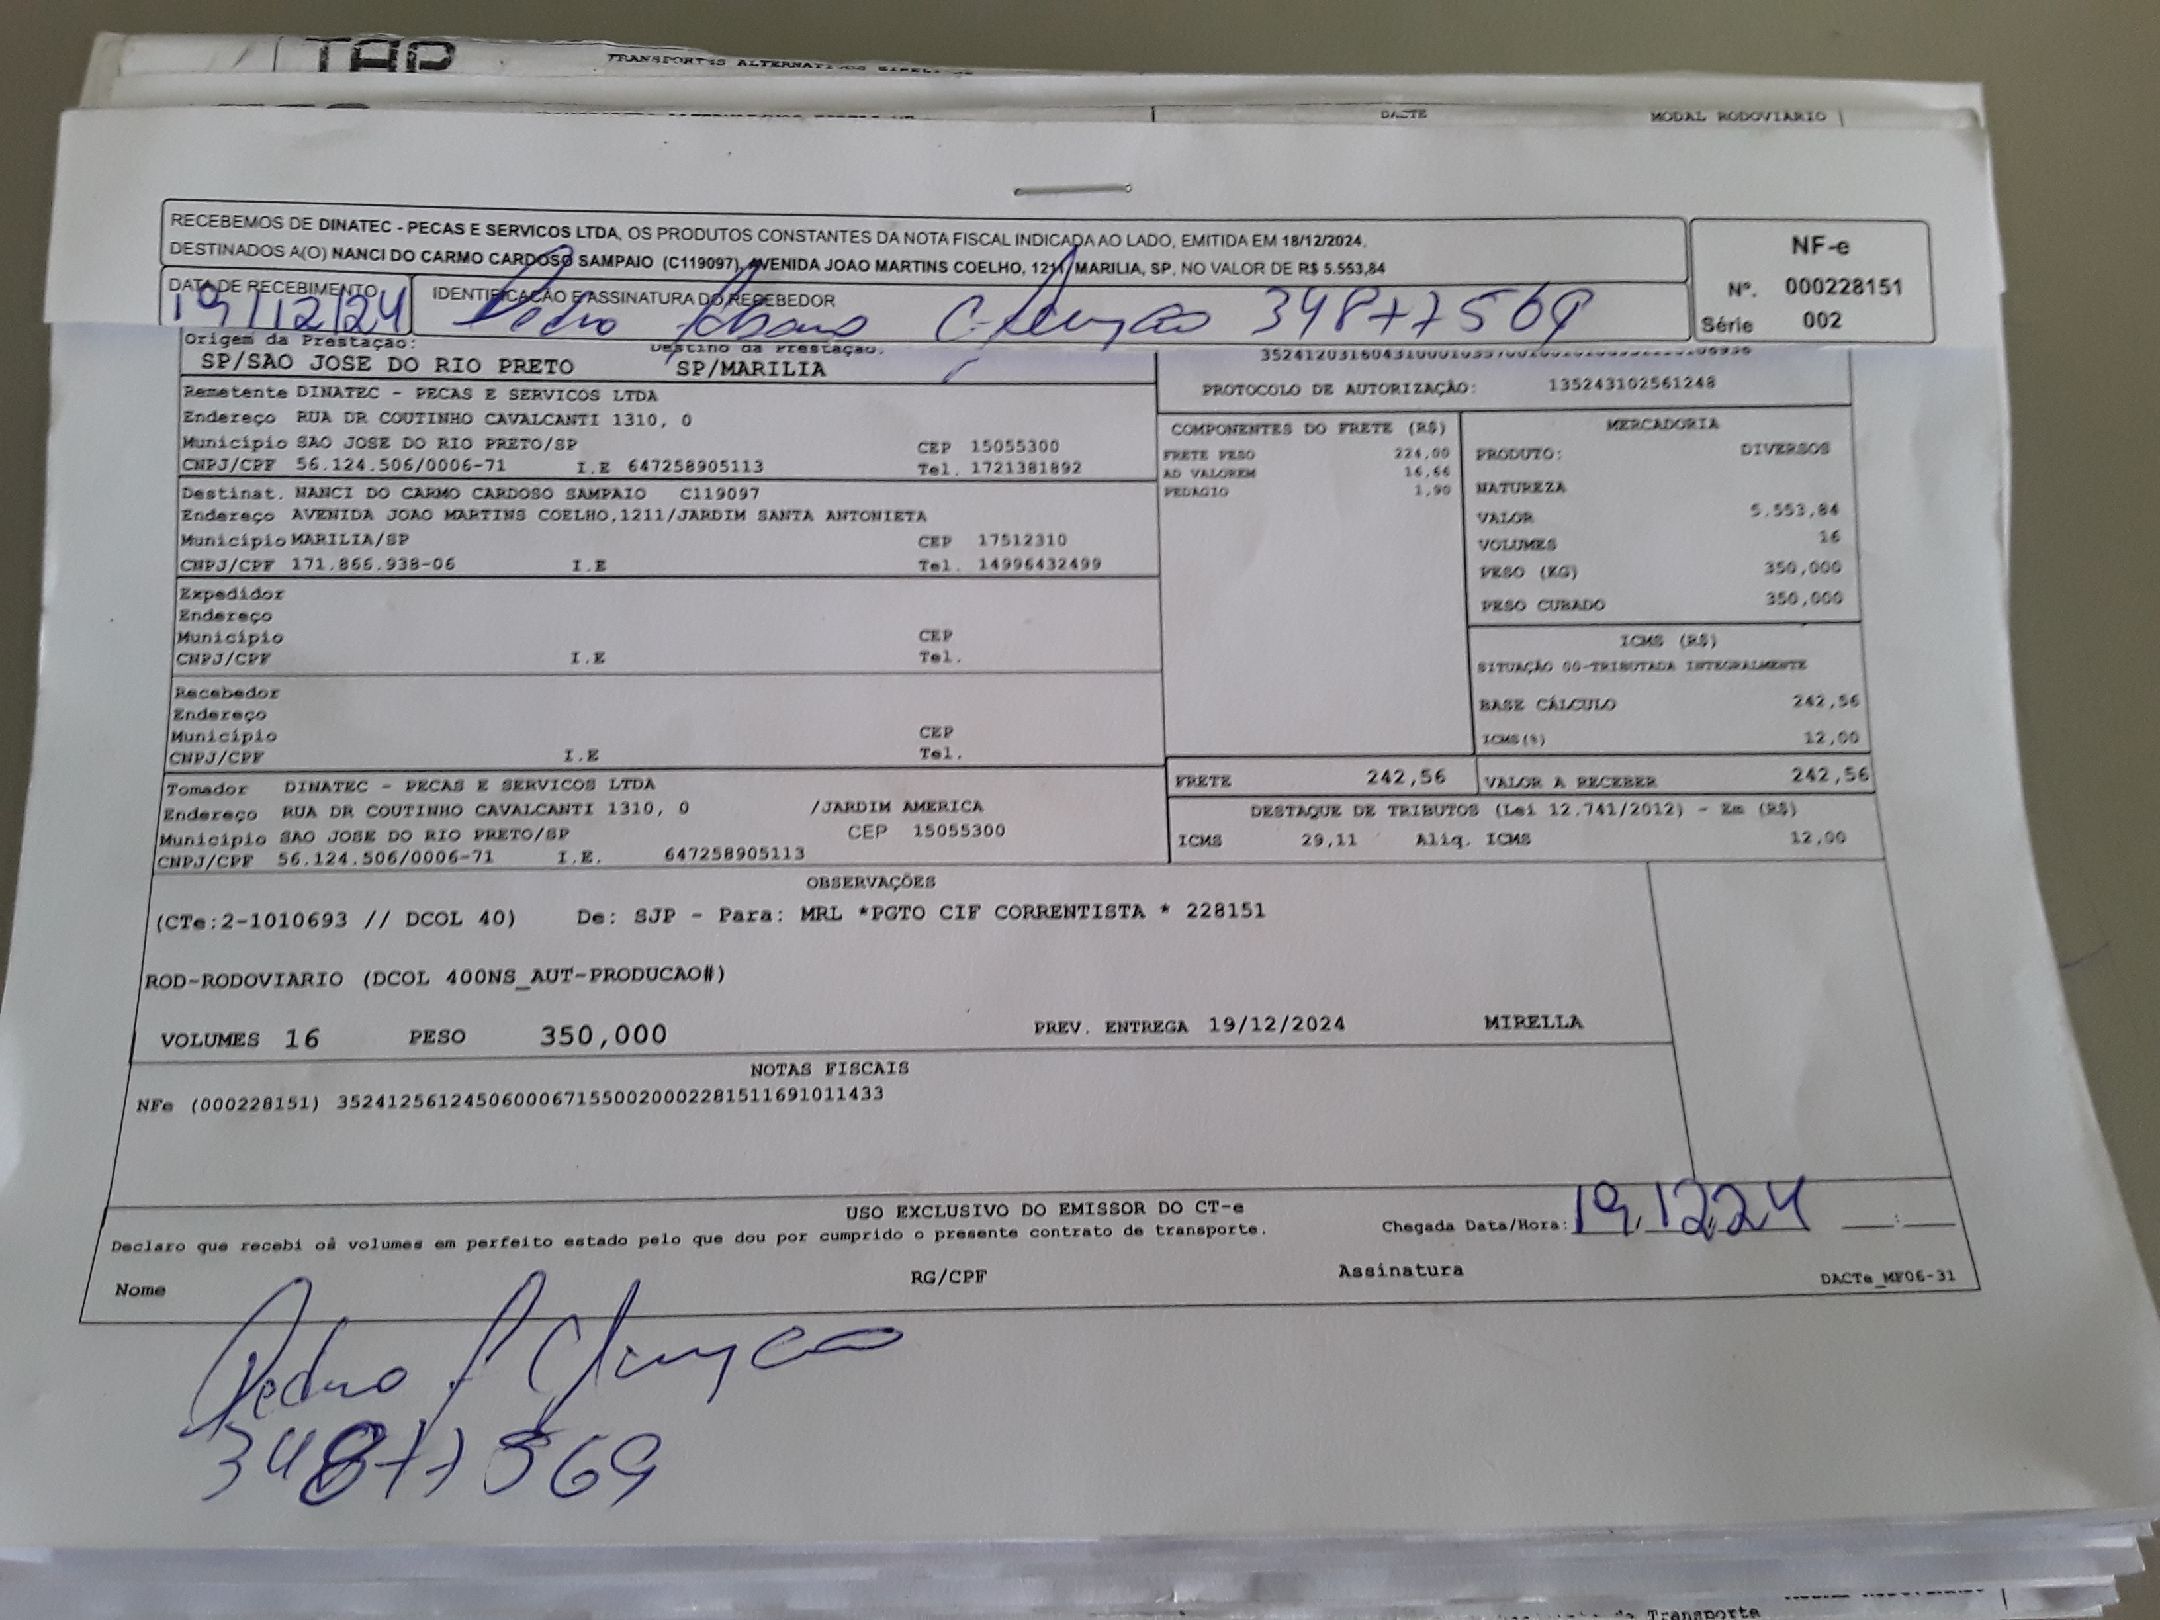 TAP
TRANSPORTES ALTERNATIVOS
DACTE MODAL RODOVIARIO
RECEBEMOS DE DINATEC - PECAS E SERVICOS LTDA, OS PRODUTOS CONSTANTES DA NOTA FISCAL INDICADA AO LADO, EMITIDA EM 18/12/2024,
DESTINADOS A(O) NANCI DO CARMO CARDOSO SAMPAIO (C119097), AVENIDA JOAO MARTINS COELHO, 1211, MARILIA, SP, NO VALOR DE R$ 5.553,84
NF-e
Nº. 000228151
Série 002
DATA DE RECEBIMENTO
19/12/24
IDENTIFICAÇÃO E ASSINATURA DO RECEBEDOR
Pedro 34877569
Origem da Prestação:
SP/SAO JOSE DO RIO PRETO
Destino da Prestação:
SP/MARILIA
PROTOCOLO DE AUTORIZAÇÃO: 135243102561248
Remetente DINATEC - PECAS E SERVICOS LTDA
Endereço RUA DR COUTINHO CAVALCANTI 1310, 0
Município SAO JOSE DO RIO PRETO/SP CEP 15055300
CNPJ/CPF 56.124.506/0006-71 I.E 647258905113 Tel. 1721381892
Destinat. NANCI DO CARMO CARDOSO SAMPAIO C119097
Endereço AVENIDA JOAO MARTINS COELHO,1211/JARDIM SANTA ANTONIETA
Município MARILIA/SP CEP 17512310
CNPJ/CPF 171.866.938-06 I.E Tel. 14996432499
Expedidor
Endereço
Município CEP
CNPJ/CPF I.E Tel.
Recebedor
Endereço
Município CEP
CNPJ/CPF I.E Tel.
Tomador DINATEC - PECAS E SERVICOS LTDA
Endereço RUA DR COUTINHO CAVALCANTI 1310, 0 /JARDIM AMERICA
Município SAO JOSE DO RIO PRETO/SP CEP 15055300
CNPJ/CPF 56.124.506/0006-71 I.E. 647258905113
COMPONENTES DO FRETE (R$)
FRETE PESO 224,00
AD VALOREM 16,66
PEDAGIO 1,90
MERCADORIA
PRODUTO: DIVERSOS
NATUREZA
VALOR 5.553,84
VOLUMES 16
PESO (KG) 350,000
PESO CUBADO 350,000
ICMS (R$)
SITUAÇÃO 00-TRIBUTADA INTEGRALMENTE
BASE CÁLCULO 242,56
ICMS(%) 12,00
FRETE 242,56
VALOR A RECEBER 242,56
DESTAQUE DE TRIBUTOS (Lei 12.741/2012) - Em (R$)
ICMS 29,11 Aliq. ICMS 12,00
OBSERVAÇÕES
(CTe:2-1010693 // DCOL 40) De: SJP - Para: MRL *PGTO CIF CORRENTISTA * 228151
ROD-RODOVIARIO (DCOL 400NS_AUT-PRODUCAO#)
VOLUMES 16 PESO 350,000 PREV. ENTREGA 19/12/2024 MIRELLA
NOTAS FISCAIS
NFe (000228151) 35241256124506000671550020002281511691011433
USO EXCLUSIVO DO EMISSOR DO CT-e
Declaro que recebi os volumes em perfeito estado pelo que dou por cumprido o presente contrato de transporte.
Chegada Data/Hora: 19/12/24 __:__
Nome RG/CPF Assinatura DACTe_MF06-31
Pedro
34877569
de Transporte